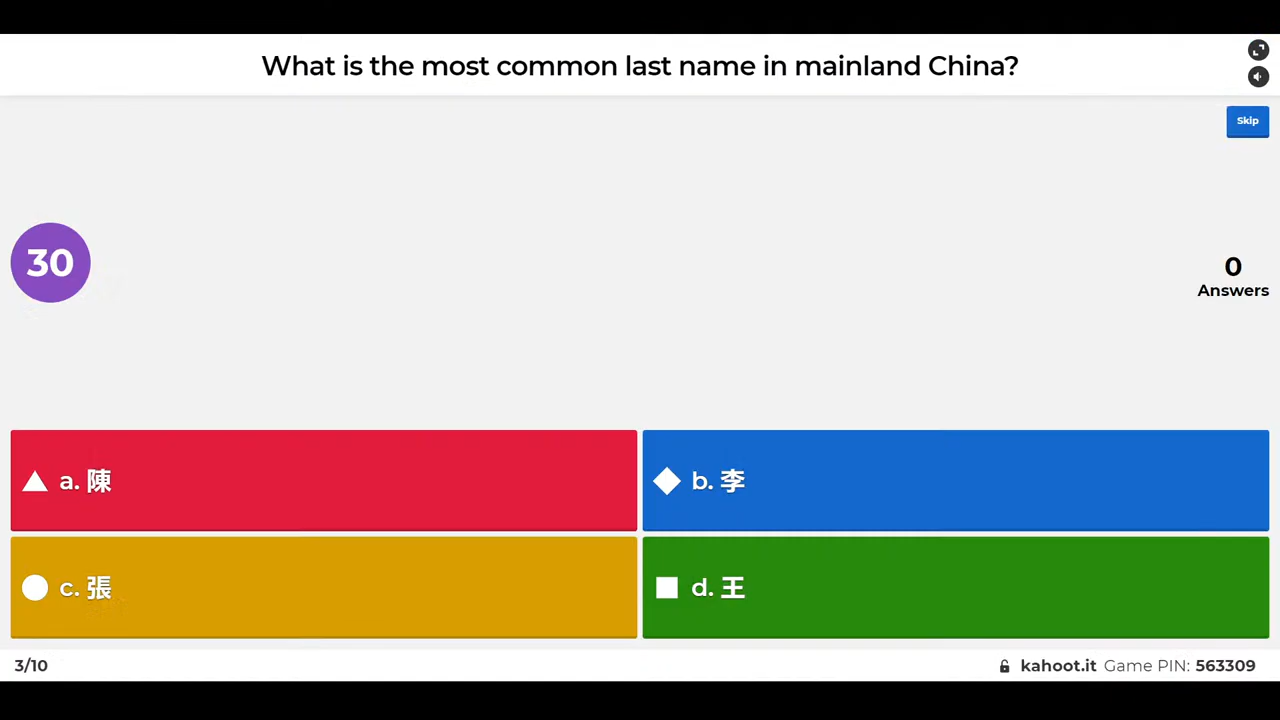 What is the most common last name in mainland China?
Skip
30
0
Answers
a. 陳
b. 李
c. 張
d. 王
3/10
kahoot.it Game PIN: 563309